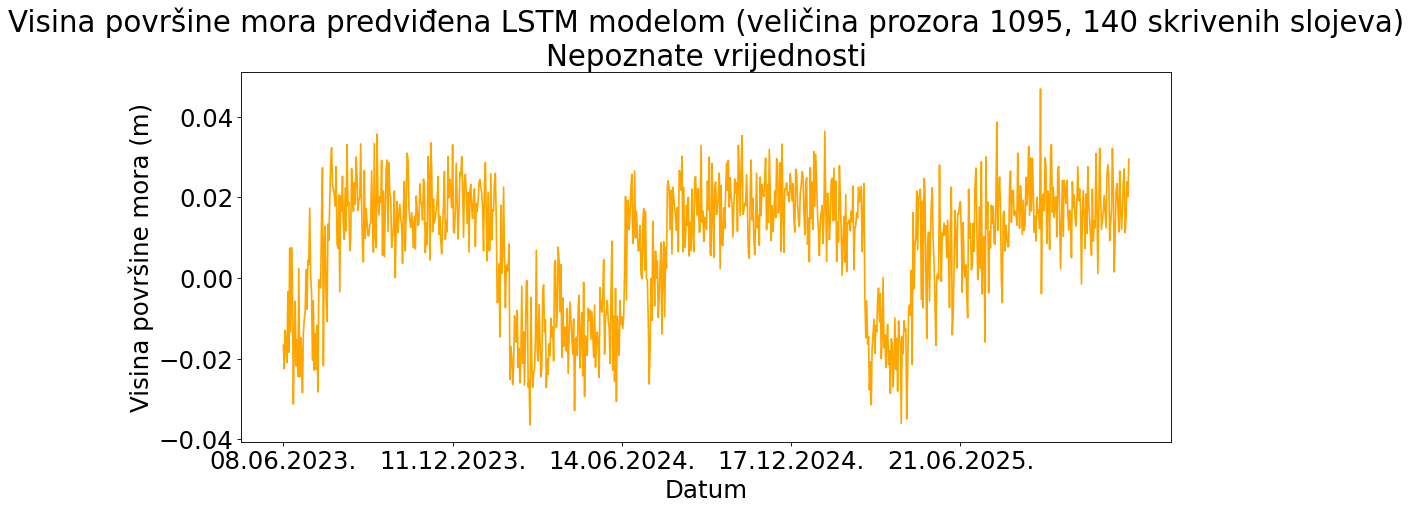 Visina površine mora predviđena LSTM modelom (veličina prozora 1095, 140 skrivenih slojeva)
Nepoznate vrijednosti
Visina površine mora (m)
0.04
0.02
0.00
−0.02
−0.04
08.06.2023. 11.12.2023. 14.06.2024. 17.12.2024. 21.06.2025.
Datum